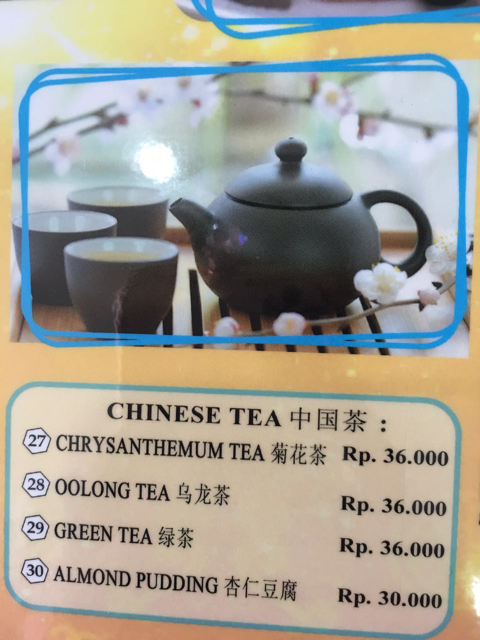 CHINESE TEA 中国茶 :
27 CHRYSANTHEMUM TEA 菊花茶 Rp. 36.000
28 OOLONG TEA 乌龙茶 Rp. 36.000
29 GREEN TEA 绿茶 Rp. 36.000
30 ALMOND PUDDING 杏仁豆腐 Rp. 30.000